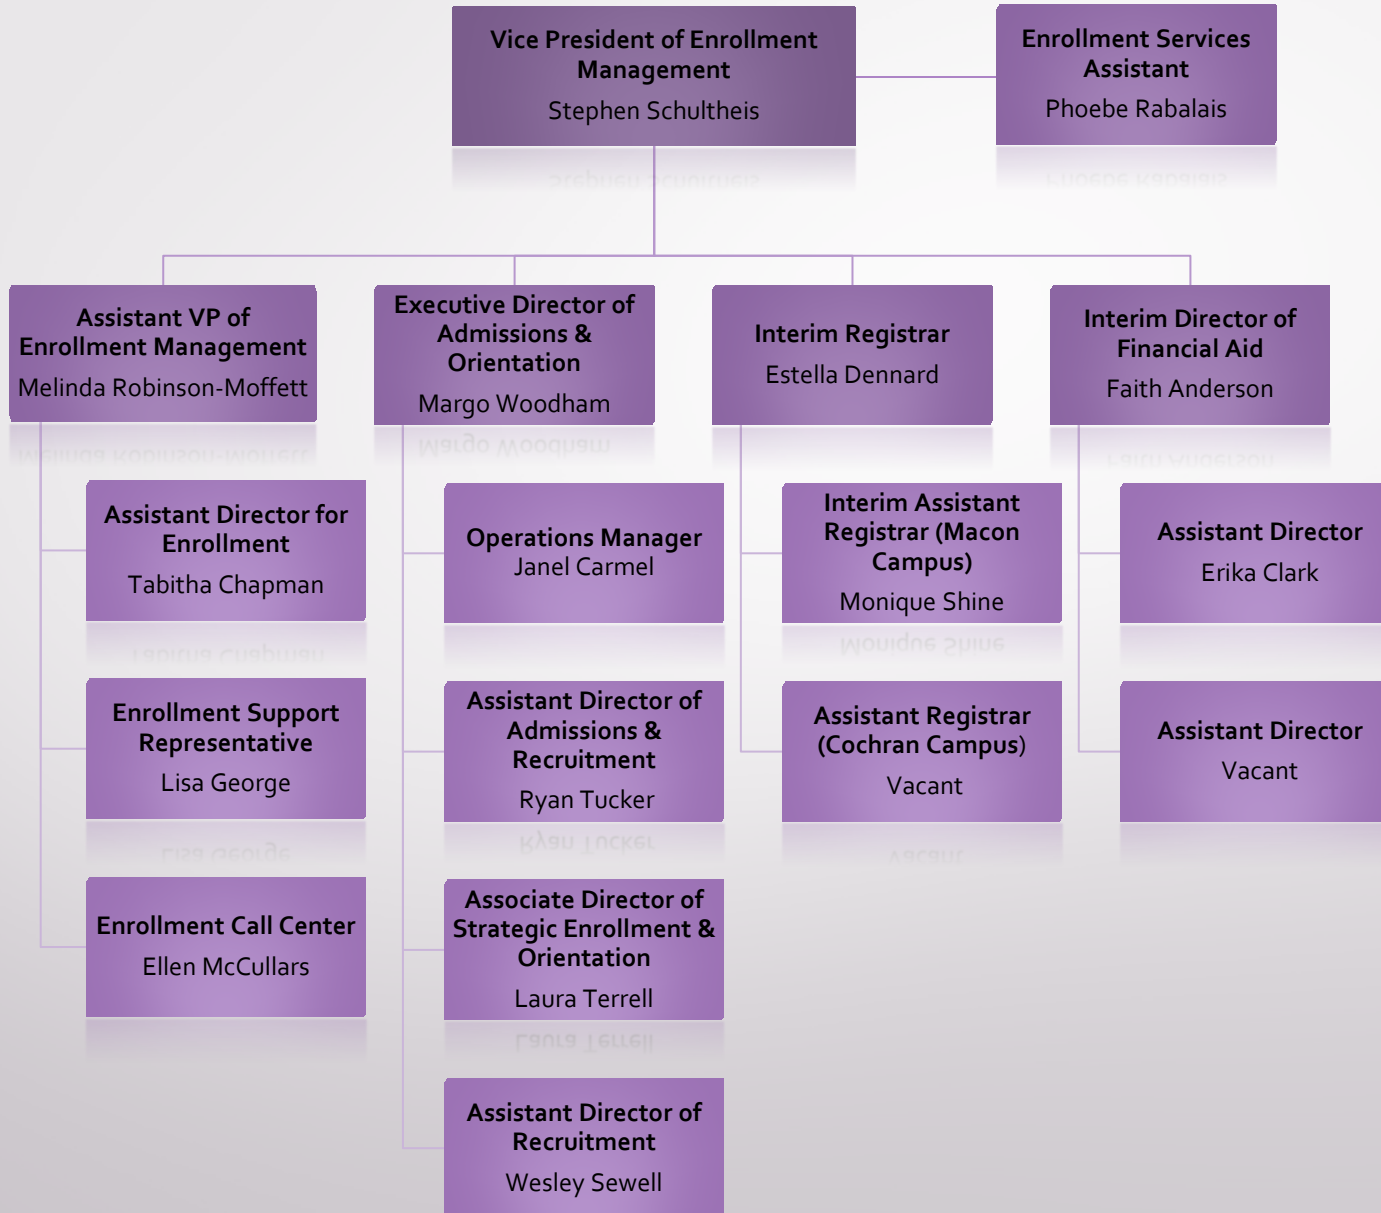 Vice President of Enrollment
Management
Stephen Schultheis
Enrollment Services
Assistant
Phoebe Rabalais
Assistant VP of
Enrollment Management
Melinda Robinson-Moffett
Executive Director of
Admissions &
Orientation
Margo Woodham
Interim Registrar
Estella Dennard
Interim Director of
Financial Aid
Faith Anderson
Assistant Director for
Enrollment
Tabitha Chapman
Enrollment Support
Representative
Lisa George
Enrollment Call Center
Ellen McCullars
Operations Manager
Janel Carmel
Assistant Director of
Admissions &
Recruitment
Ryan Tucker
Associate Director of
Strategic Enrollment &
Orientation
Laura Terrell
Assistant Director of
Recruitment
Wesley Sewell
Interim Assistant
Registrar (Macon
Campus)
Monique Shine
Assistant Registrar
(Cochran Campus)
Vacant
Assistant Director
Erika Clark
Assistant Director
Vacant